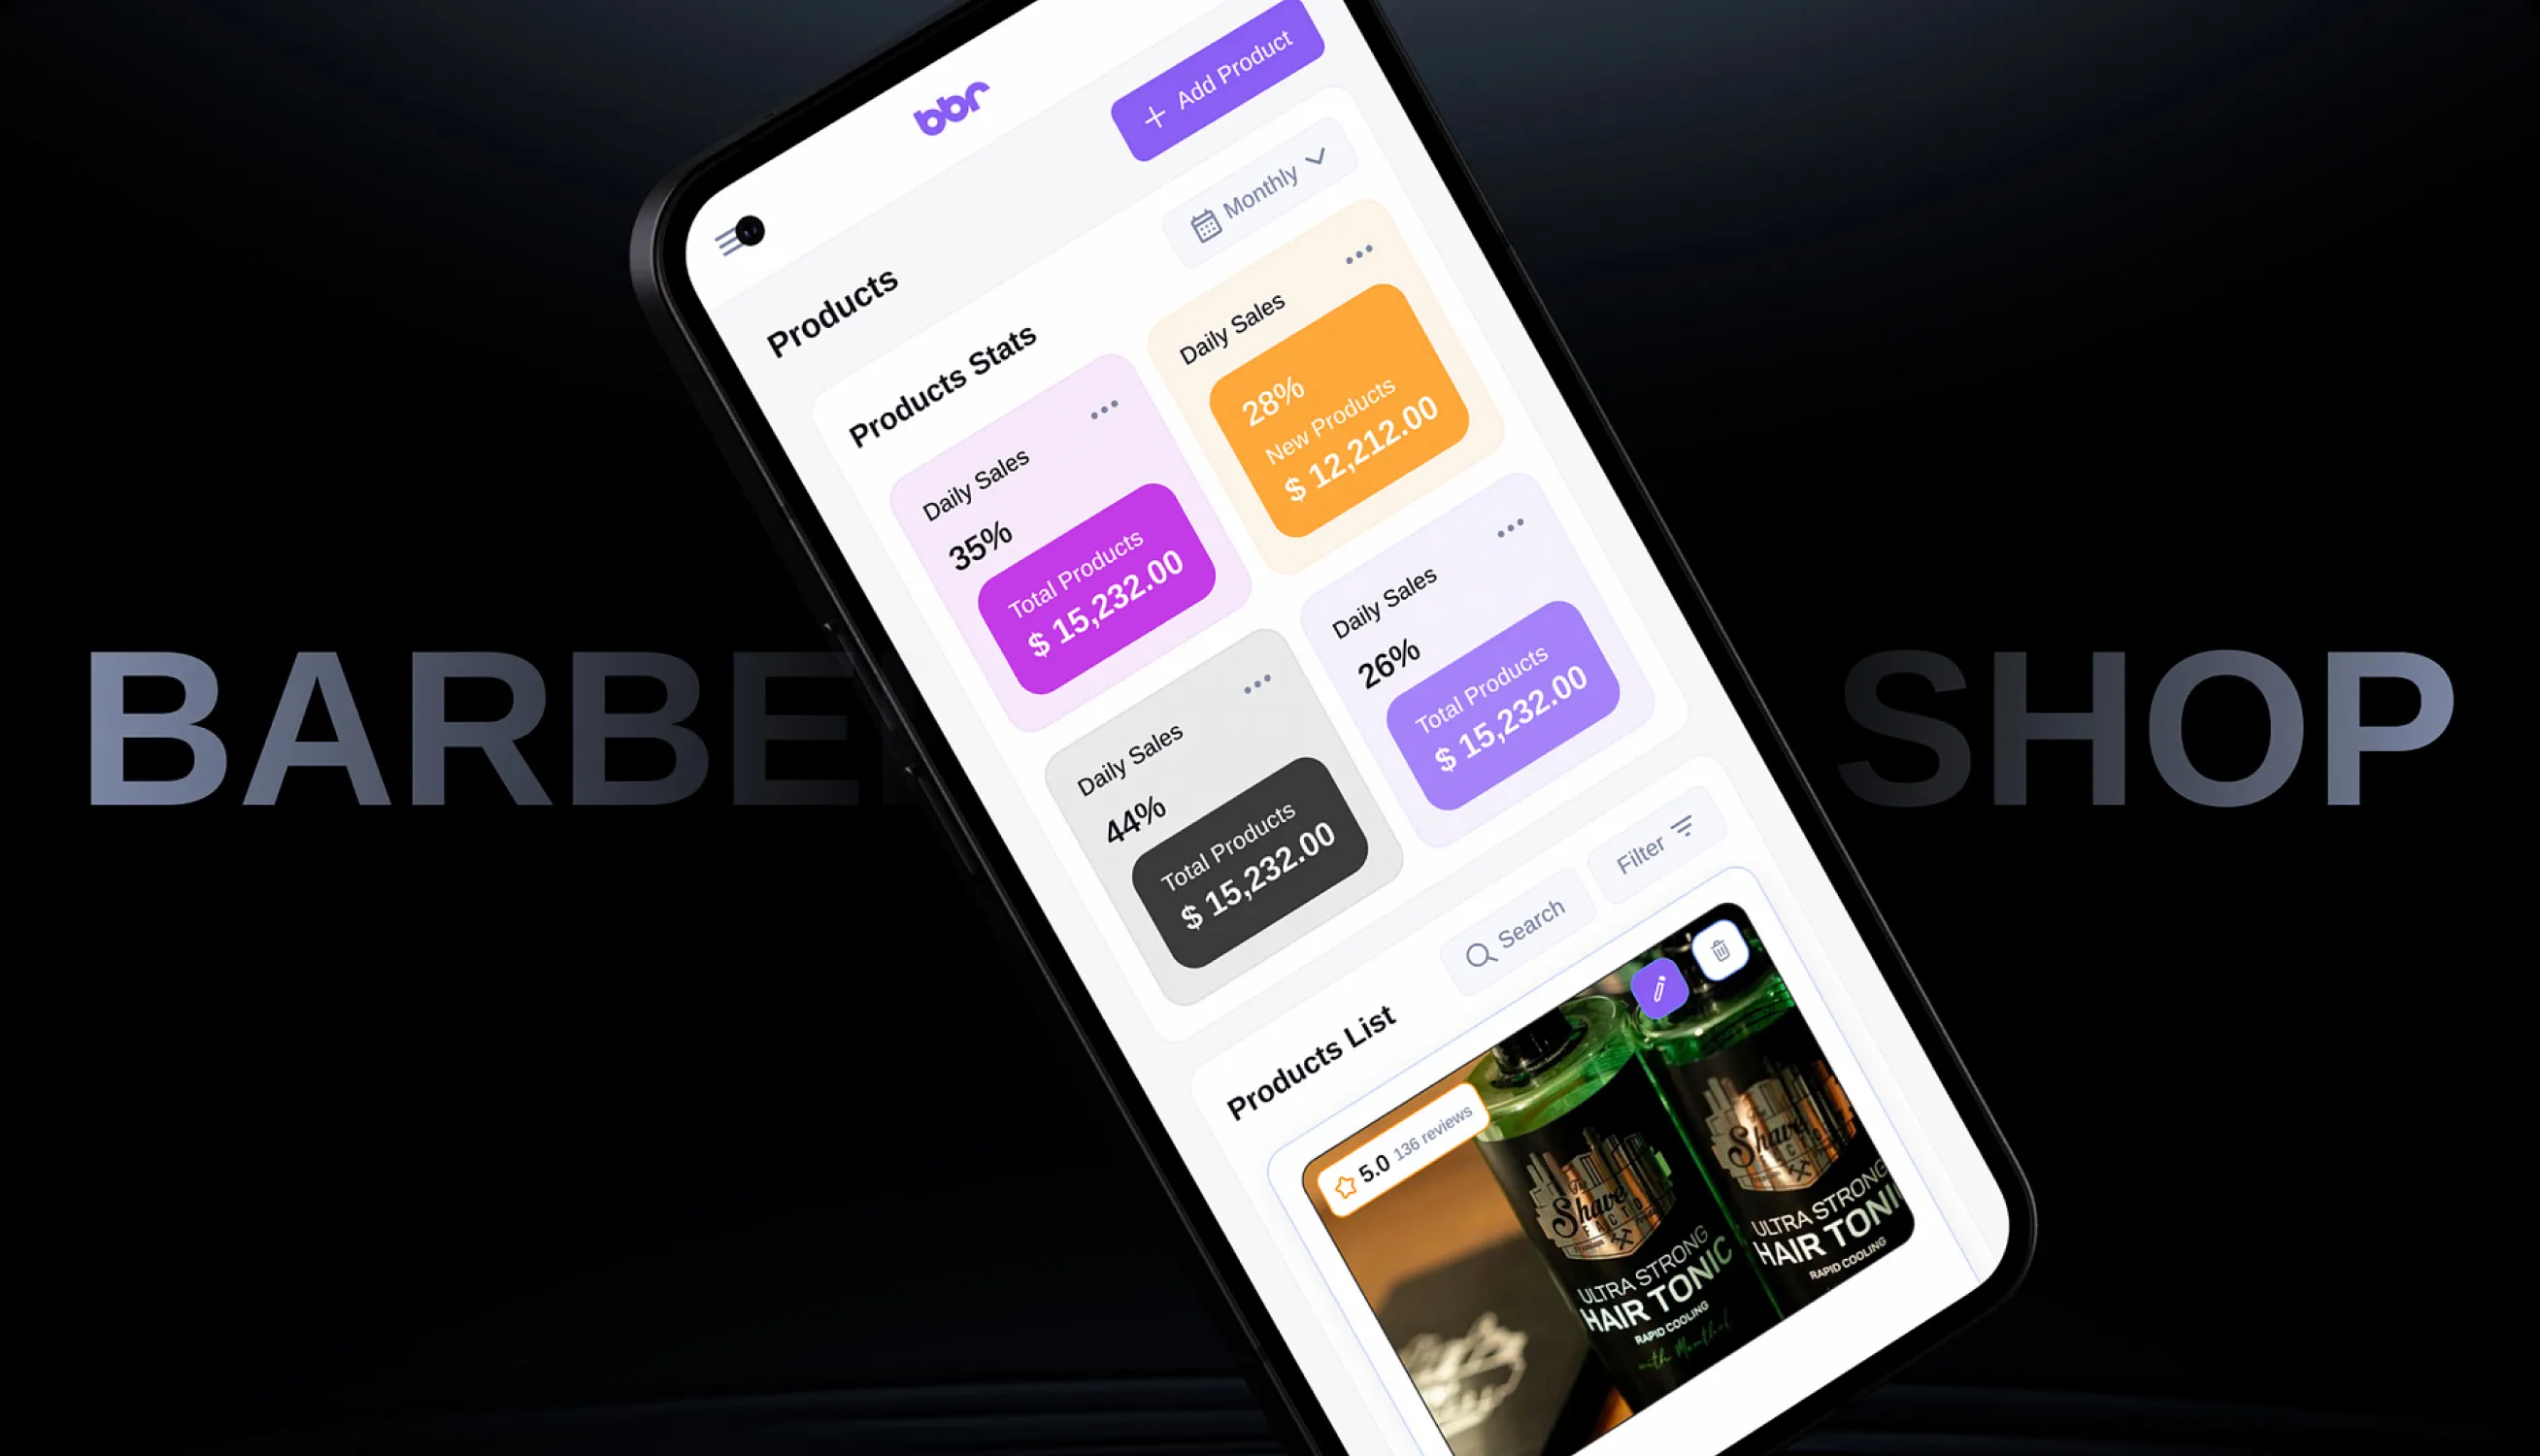 bbr
+ Add Product
Products
Monthly
Products Stats
Daily Sales
35%
Total Products
$ 15,232.00
Daily Sales
28%
New Products
$ 12,212.00
Daily Sales
44%
Total Products
$ 15,232.00
Daily Sales
26%
Total Products
$ 15,232.00
BARBE
SHOP
Products List
Search
Filter
5.0 136 reviews
The
Shave
FACTO
ULTRA STRONG
HAIR TONIC
RAPID COOLING
with Menthol
Shave
ULTRA STRONG
HAIR TONI
RAPID COOLING